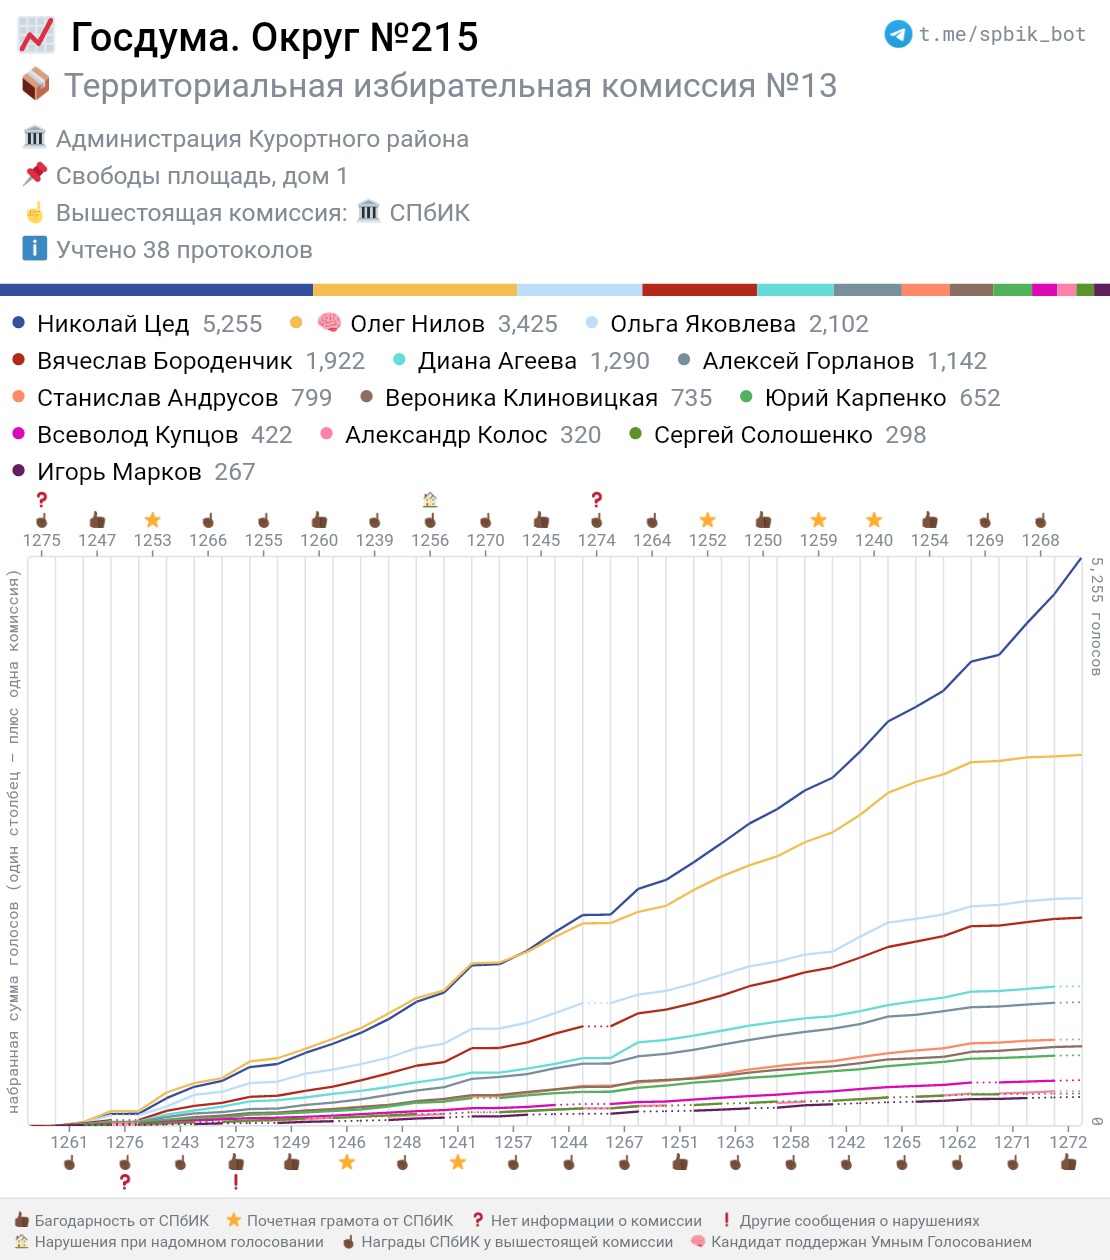 Госдума. Округ №215
t.me/spbik_bot
Территориальная избирательная комиссия №13
Администрация Курортного района
Свободы площадь, дом 1
Вышестоящая комиссия: СПбИК
Учтено 38 протоколов
Николай Цед 5,255 Олег Нилов 3,425 Ольга Яковлева 2,102
Вячеслав Бороденчик 1,922 Диана Агеева 1,290 Алексей Горланов 1,142
Станислав Андрусов 799 Вероника Клиновицкая 735 Юрий Карпенко 652
Всеволод Купцов 422 Александр Колос 320 Сергей Солошенко 298
Игорь Марков 267
1275 1247 1253 1266 1255 1260 1239 1256 1270 1245 1274 1264 1252 1250 1259 1240 1254 1269 1268
набранная сумма голосов (один столбец — плюс одна комиссия)
5,255 голосов
0
1261 1276 1243 1273 1249 1246 1248 1241 1257 1244 1267 1251 1263 1258 1242 1265 1262 1271 1272
Багодарность от СПбИК Почетная грамота от СПбИК Нет информации о комиссии Другие сообщения о нарушениях
Нарушения при надомном голосовании Награды СПбИК у вышестоящей комиссии Кандидат поддержан Умным Голосованием